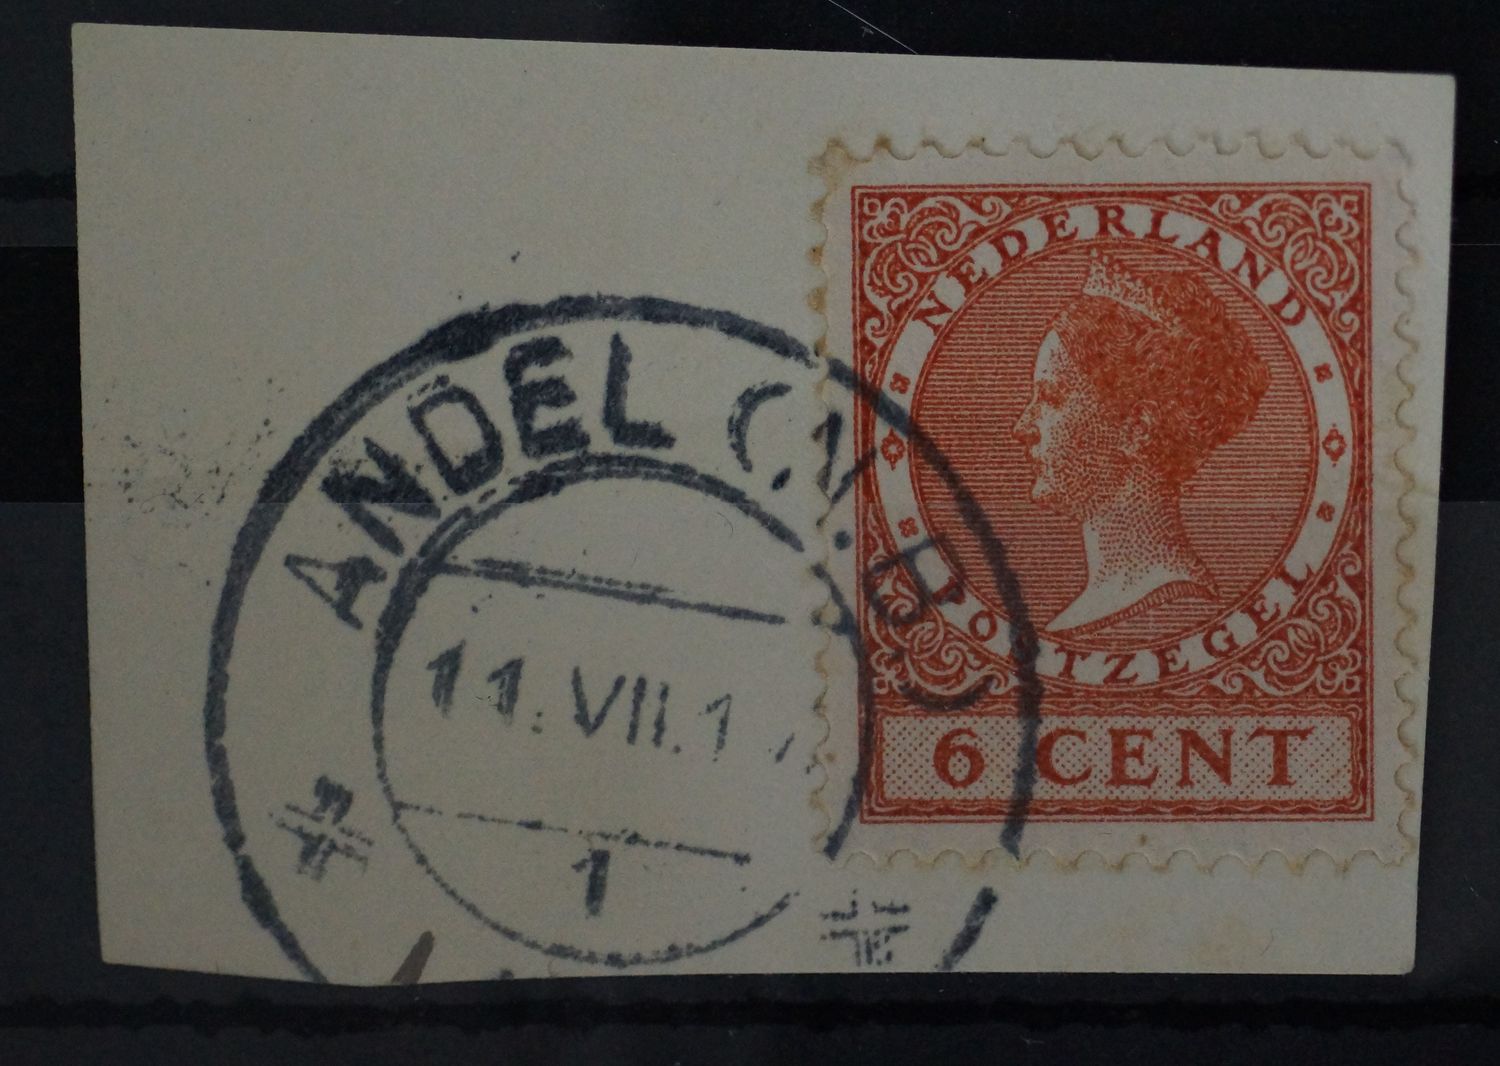 ANDEL (N.B.)
11.VII.1
1
NEDERLAND
POSTZEGEL
6 CENT